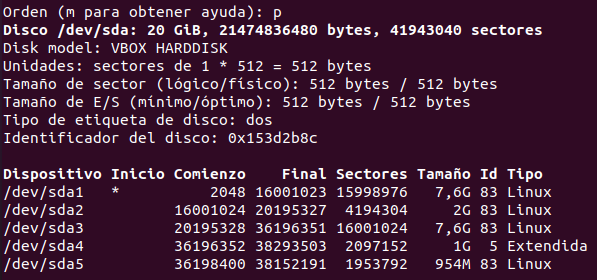 Orden (m para obtener ayuda): p
Disco /dev/sda: 20 GiB, 21474836480 bytes, 41943040 sectores
Disk model: VBOX HARDDISK
Unidades: sectores de 1 * 512 = 512 bytes
Tamaño de sector (lógico/físico): 512 bytes / 512 bytes
Tamaño de E/S (mínimo/óptimo): 512 bytes / 512 bytes
Tipo de etiqueta de disco: dos
Identificador del disco: 0x153d2b8c
Dispositivo Inicio Comienzo Final Sectores Tamaño Id Tipo
/dev/sda1 * 2048 16001023 15998976 7,6G 83 Linux
/dev/sda2 16001024 20195327 4194304 2G 83 Linux
/dev/sda3 20195328 36196351 16001024 7,6G 83 Linux
/dev/sda4 36196352 38293503 2097152 1G 5 Extendida
/dev/sda5 36198400 38152191 1953792 954M 83 Linux